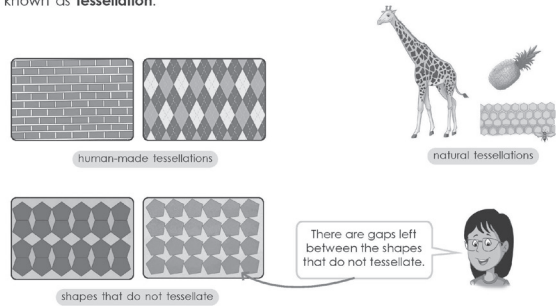 known as tessellation.
human-made tessellations
natural tessellations
There are gaps left
between the shapes
that do not tessellate.
shapes that do not tessellate